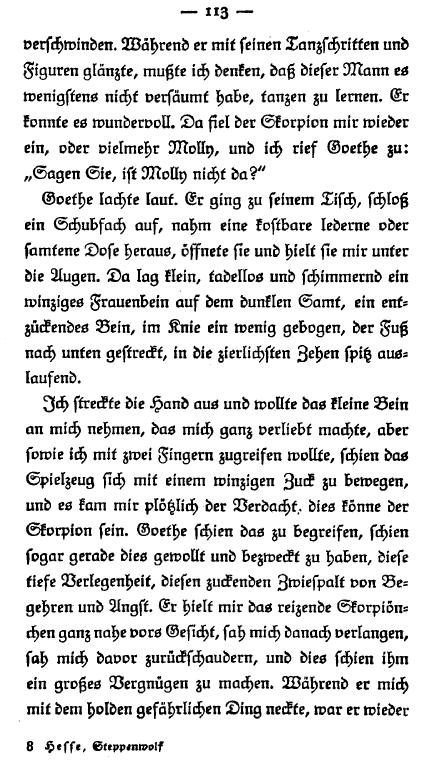 — 113 —
verschwinden. Während er mit seinen Tanzschritten und
Figuren glänzte, mußte ich denken, daß dieser Mann es
wenigstens nicht versäumt habe, tanzen zu lernen. Er
konnte es wundervoll. Da fiel der Skorpion mir wieder
ein, oder vielmehr Molly, und ich rief Goethe zu:
„Sagen Sie, ist Molly nicht da?“
Goethe lachte laut. Er ging zu seinem Tisch, schloß
ein Schubfach auf, nahm eine kostbare lederne oder
samtene Dose heraus, öffnete sie und hielt sie mir unter
die Augen. Da lag klein, tadellos und schimmernd ein
winziges Frauenbein auf dem dunklen Samt, ein ent-
zückendes Bein, im Knie ein wenig gebogen, der Fuß
nach unten gestreckt, in die zierlichsten Zehen spitz aus-
laufend.
Ich streckte die Hand aus und wollte das kleine Bein
an mich nehmen, das mich ganz verliebt machte, aber
sowie ich mit zwei Fingern zugreifen wollte, schien das
Spielzeug sich mit einem winzigen Zuck zu bewegen,
und es kam mir plötzlich der Verdacht, dies könne der
Skorpion sein. Goethe schien das zu begreifen, schien
sogar gerade dies gewollt und bezweckt zu haben, diese
tiefe Verlegenheit, diesen zuckenden Zwiespalt von Be-
gehren und Angst. Er hielt mir das reizende Skorpiön-
chen ganz nahe vors Gesicht, sah mich danach verlangen,
sah mich davor zurückschaudern, und dies schien ihm
ein großes Vergnügen zu machen. Während er mich
mit dem holden gefährlichen Ding neckte, war er wieder
8 Hesse, Steppenwolf